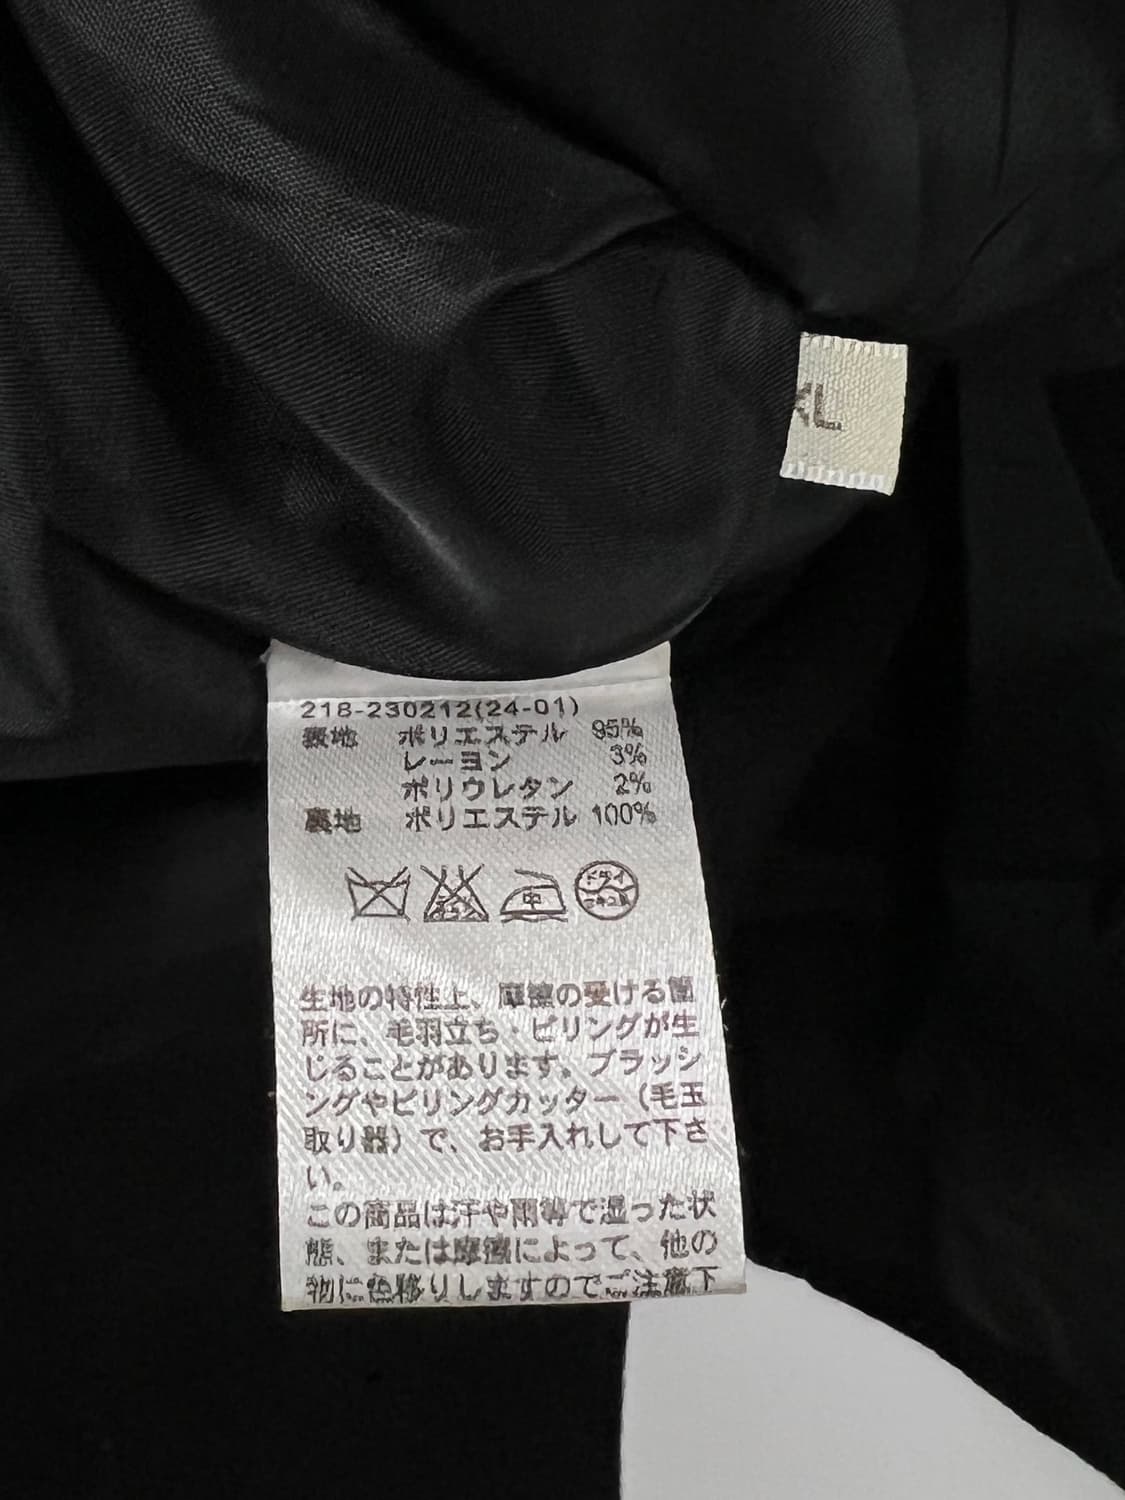 XL
218-230212(24-01)
表地 ポリエステル 95%
レーヨン 3%
ポリウレタン 2%
裏地 ポリエステル 100%
中
ドライ
セキユ系
生地の特性上、摩擦の受ける箇
所に、毛羽立ち・ピリングが生
じることがあります。ブラッシ
ングやピリングカッター（毛玉
取り器）で、お手入れして下さ
い。
この商品は汗や雨等で湿った状
態、または摩擦によって、他の
物に色移りしますのでご注意下